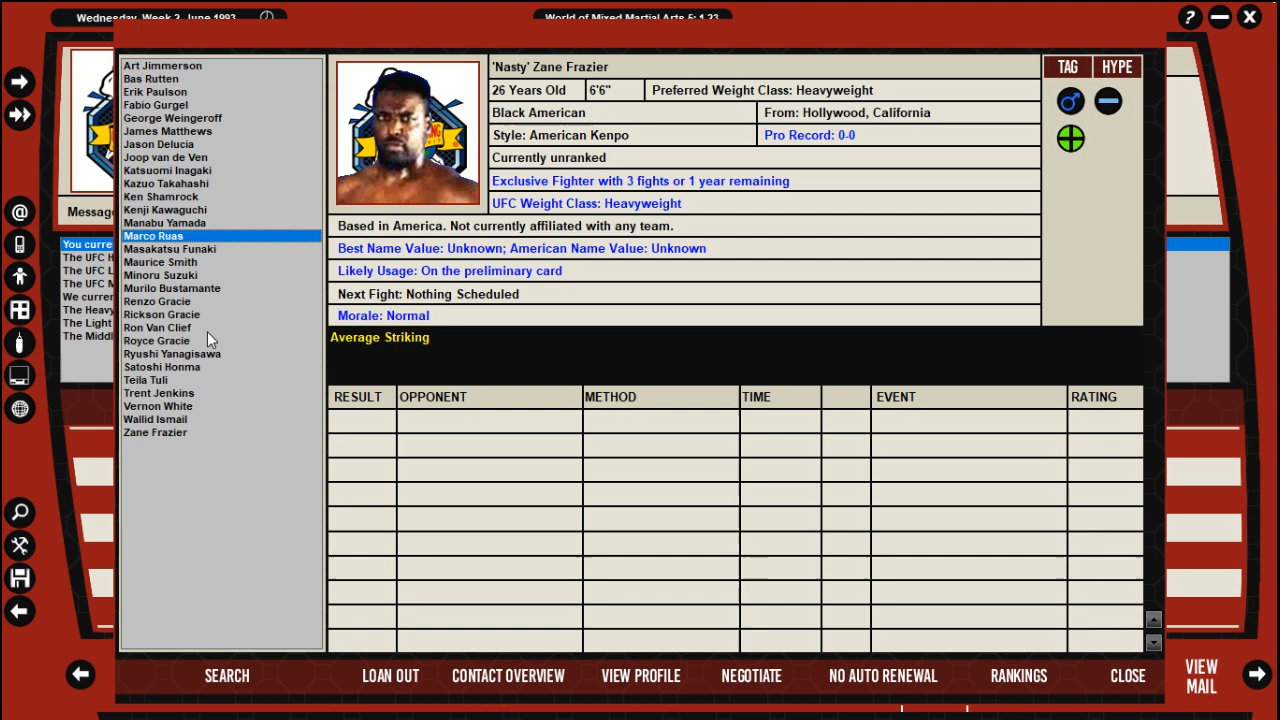 Wednesday, Week 2, June 1993
World of Mixed Martial Arts 5: 1.23
?
X
Message
You curre
The UFC H
The UFC L
The UFC M
We curren
The Heavy
The Light
The Middl
Art Jimmerson
Bas Rutten
Erik Paulson
Fabio Gurgel
George Weingeroff
James Matthews
Jason Delucia
Joop van de Ven
Katsuomi Inagaki
Kazuo Takahashi
Ken Shamrock
Kenji Kawaguchi
Manabu Yamada
Marco Ruas
Masakatsu Funaki
Maurice Smith
Minoru Suzuki
Murilo Bustamante
Renzo Gracie
Rickson Gracie
Ron Van Clief
Royce Gracie
Ryushi Yanagisawa
Satoshi Honma
Teila Tuli
Trent Jenkins
Vernon White
Wallid Ismail
Zane Frazier
'Nasty' Zane Frazier
26 Years Old 6'6" Preferred Weight Class: Heavyweight
Black American From: Hollywood, California
Style: American Kenpo Pro Record: 0-0
Currently unranked
Exclusive Fighter with 3 fights or 1 year remaining
UFC Weight Class: Heavyweight
Based in America. Not currently affiliated with any team.
Best Name Value: Unknown; American Name Value: Unknown
Likely Usage: On the preliminary card
Next Fight: Nothing Scheduled
Morale: Normal
TAG HYPE
Average Striking
RESULT OPPONENT METHOD TIME EVENT RATING
SEARCH LOAN OUT CONTACT OVERVIEW VIEW PROFILE NEGOTIATE NO AUTO RENEWAL RANKINGS CLOSE
VIEW
MAIL